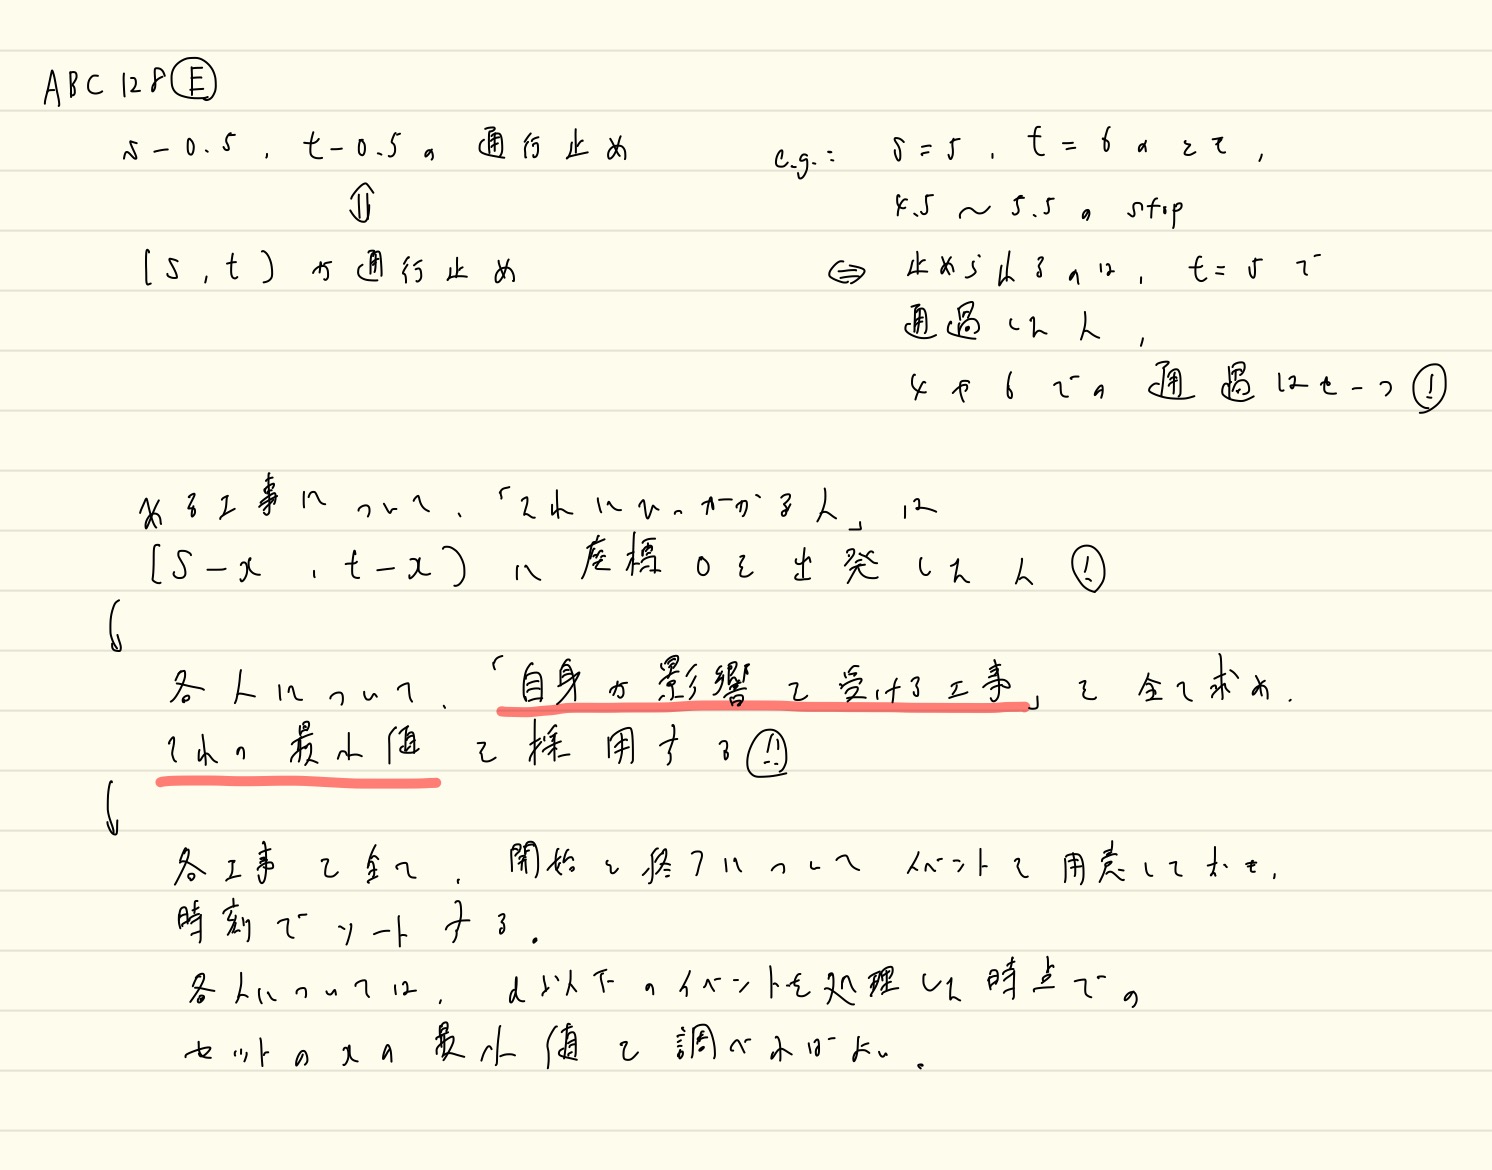 ABC128 Ⓔ
s-0.5, t-0.5の 通行止め
⇕
[s, t) が 通行止め
e.g.: s=5, t=6 のとき,
4.5 〜 5.5 の stop
⇔ 止められるのは, t=5 で
通過した人,
4 や 6 での 通過はセーフ!
ある工事について,「それにひっかかる人」は
[s-x, t-x) に 座標0を出発した人!
各人について,「自身が影響を受ける工事」を全て求め,
それの最小値を採用する!!
各工事を全て, 開始と終了について イベントを用意しておき,
時刻でソートする.
各人については, d以下のイベントを処理した時点での
セットのxの最小値を調べればよい.